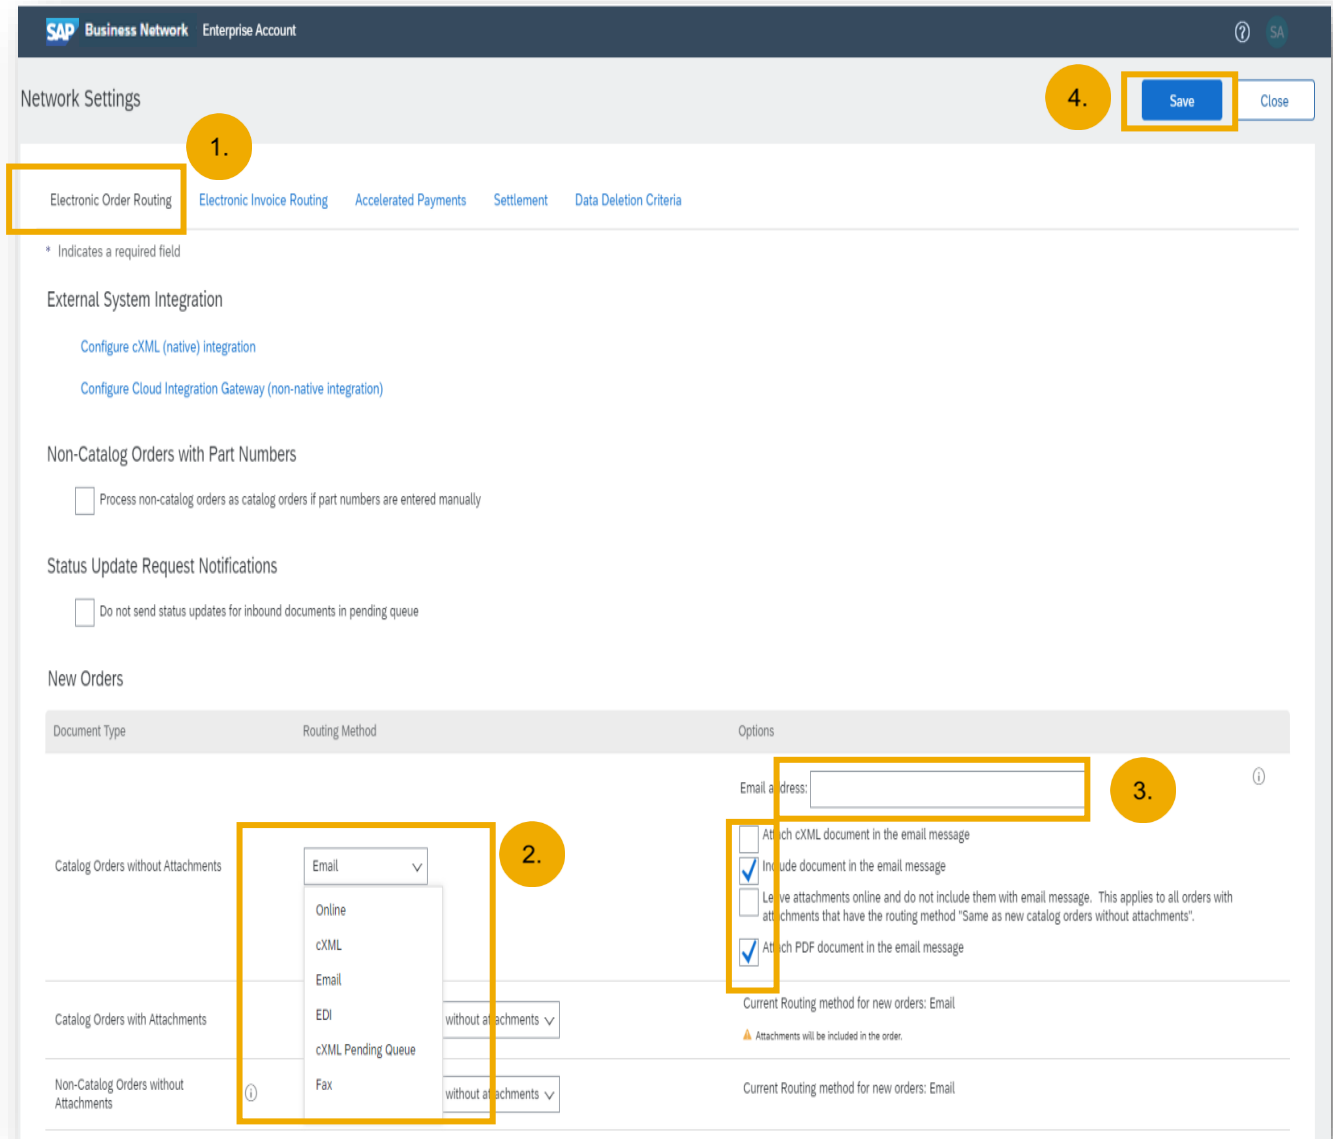 SAP Business Network Enterprise Account
SA
Network Settings
4.
Save
Close
1.
Electronic Order Routing
Electronic Invoice Routing
Accelerated Payments
Settlement
Data Deletion Criteria
* Indicates a required field
External System Integration
Configure cXML (native) integration
Configure Cloud Integration Gateway (non-native integration)
Non-Catalog Orders with Part Numbers
Process non-catalog orders as catalog orders if part numbers are entered manually
Status Update Request Notifications
Do not send status updates for inbound documents in pending queue
New Orders
Document Type
Routing Method
Options
Email address:
3.
Attach cXML document in the email message
Catalog Orders without Attachments
Email
2.
Include document in the email message
Leave attachments online and do not include them with email message. This applies to all orders with
attachments that have the routing method "Same as new catalog orders without attachments".
Attach PDF document in the email message
Online
cXML
Email
EDI
cXML Pending Queue
Fax
Catalog Orders with Attachments
without attachments
Current Routing method for new orders: Email
Attachments will be included in the order.
Non-Catalog Orders without
Attachments
without attachments
Current Routing method for new orders: Email